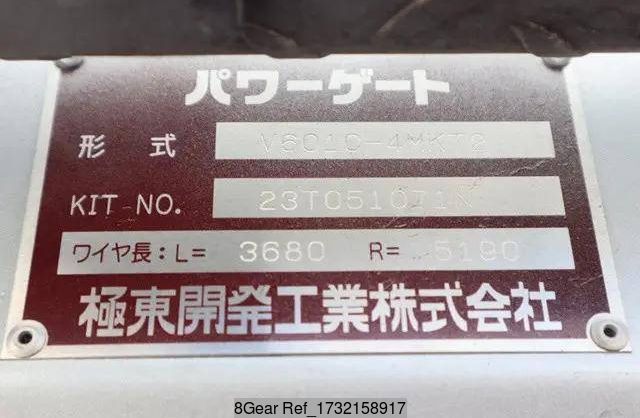 パワーゲート
形 式 V601C-4MKT2
KIT-NO. 23T051071N
ワイヤ長:L= 3680 R= 5190
極東開発工業株式会社
8Gear Ref_1732158917